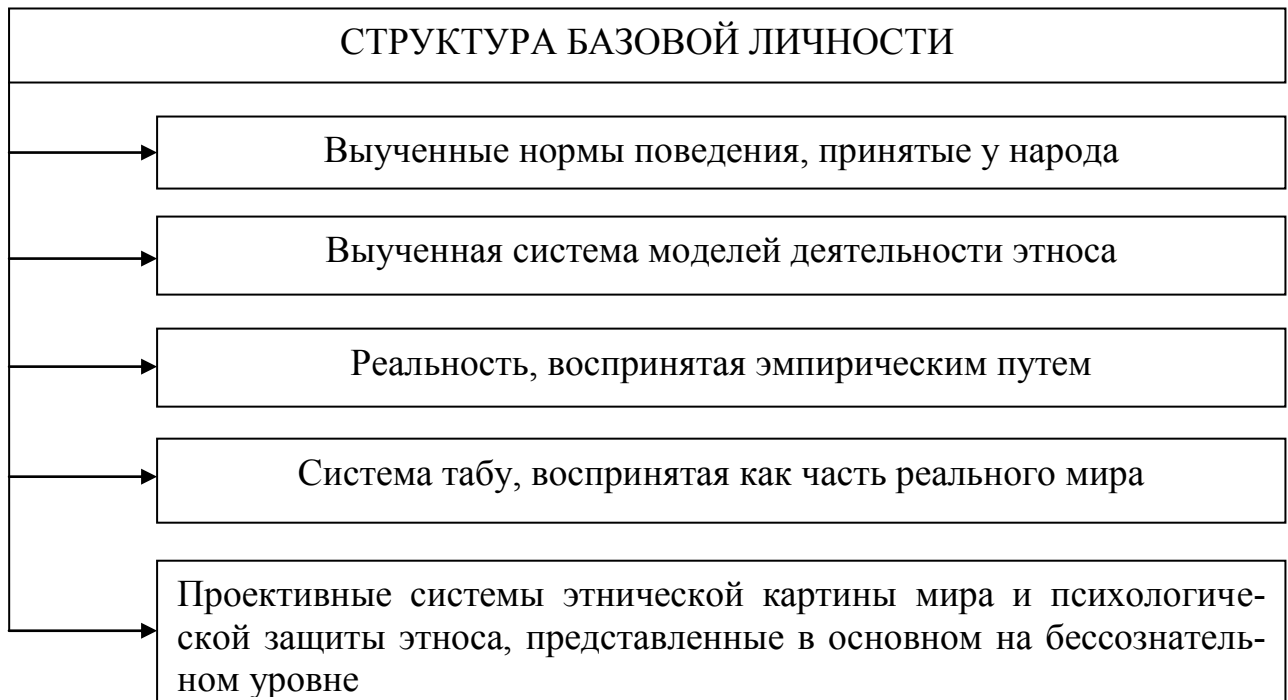 СТРУКТУРА БАЗОВОЙ ЛИЧНОСТИ
Выученные нормы поведения, принятые у народа
Выученная система моделей деятельности этноса
Реальность, воспринятая эмпирическим путем
Система табу, воспринятая как часть реального мира
Проективные системы этнической картины мира и психологиче-
ской защиты этноса, представленные в основном на бессознатель-
ном уровне